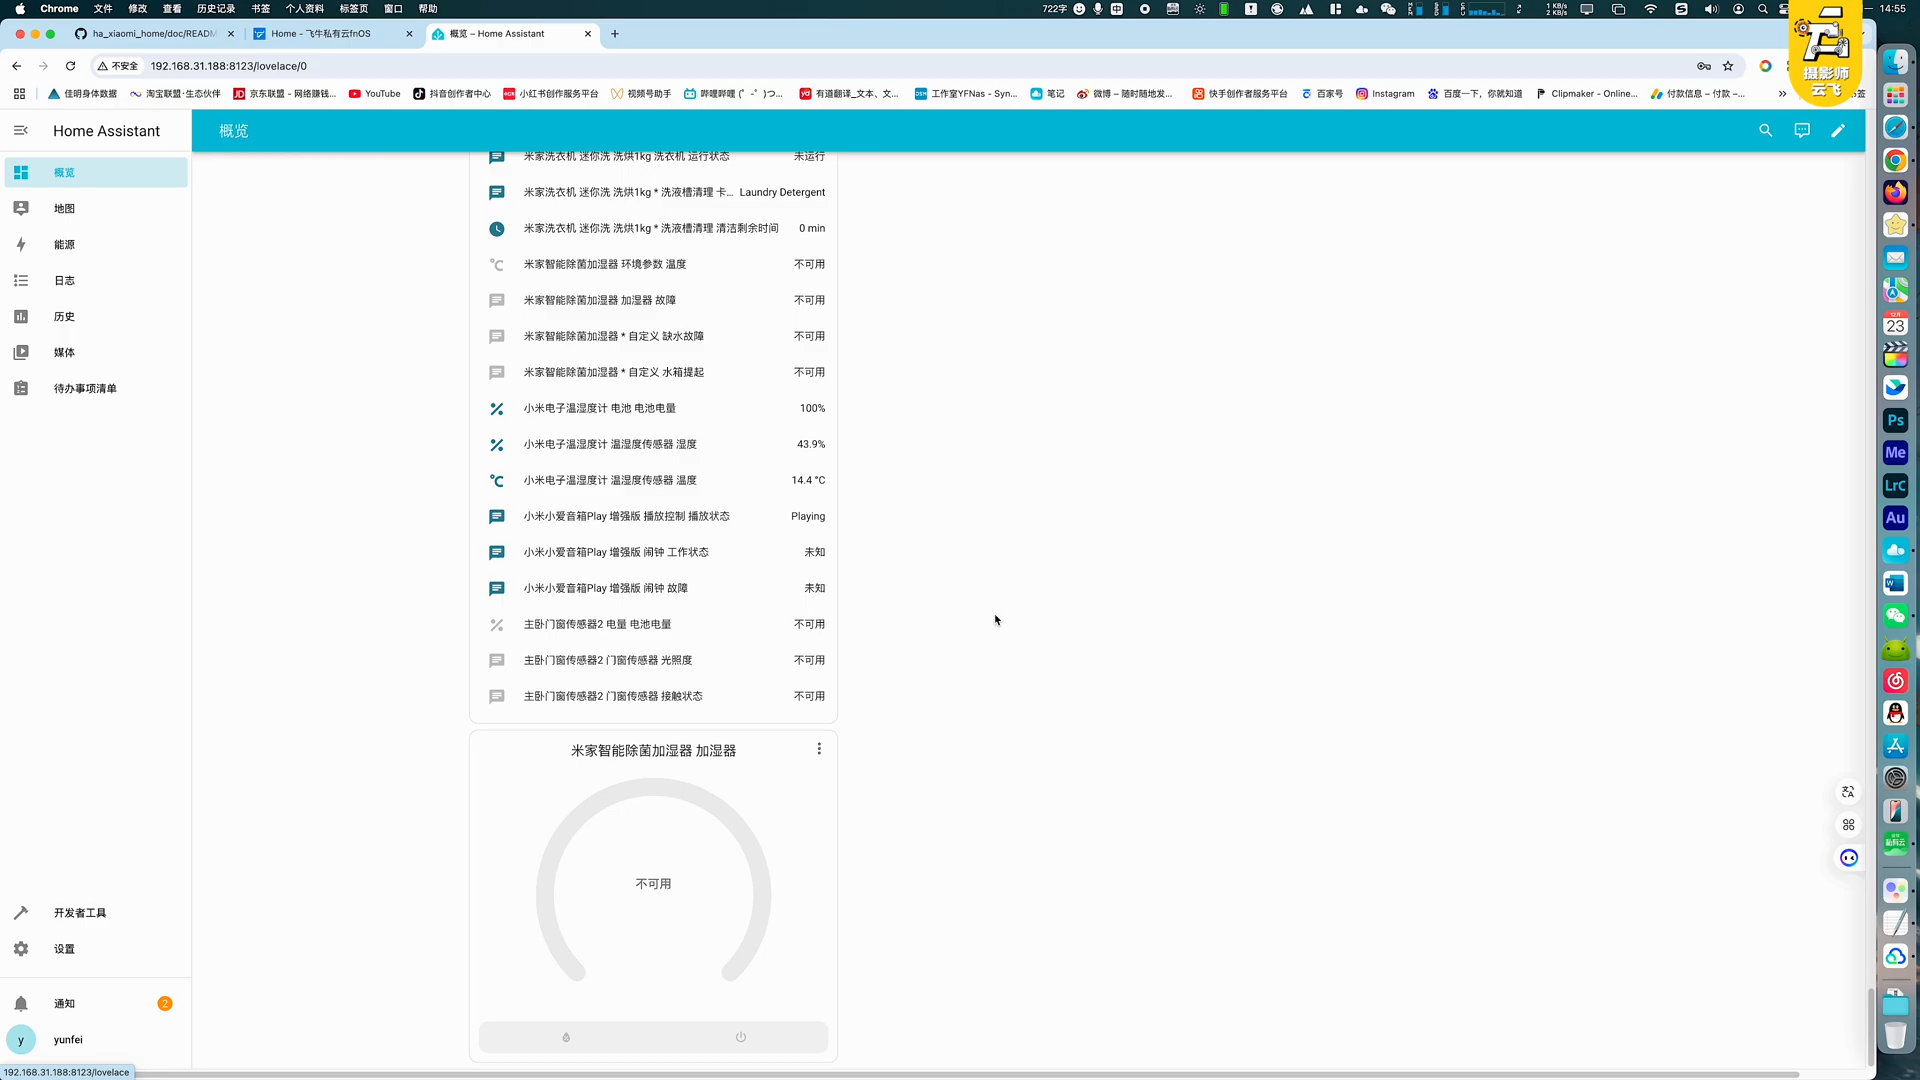 Chrome 文件 修改 查看 历史记录 书签 个人资料 标签页 窗口 帮助 722字 1 KB/s 2 KB/s 14:55
ha_xiaomi_home/doc/READM
Home - 飞牛私有云fnOS
概览 – Home Assistant
不安全 192.168.31.188:8123/lovelace/0
佳明身体数据 淘宝联盟·生态伙伴 京东联盟 - 网络赚钱... YouTube 抖音创作者中心 小红书创作服务平台 视频号助手 哔哩哔哩 (゜-゜)つ... 有道翻译_文本、文... 工作室YFNas - Syn... 笔记 微博 – 随时随地发... 快手创作者服务平台 百家号 Instagram 百度一下，你就知道 Clipmaker - Online... 付款信息 – 付款 –...
摄影师
云飞
Home Assistant
概览
概览
地图
能源
日志
历史
媒体
待办事项清单
开发者工具
设置
通知 2
y yunfei
192.168.31.188:8123/lovelace
米家洗衣机 迷你洗 洗烘1kg 洗衣机 运行状态 未运行
米家洗衣机 迷你洗 洗烘1kg * 洗液槽清理 卡... Laundry Detergent
米家洗衣机 迷你洗 洗烘1kg * 洗液槽清理 清洁剩余时间 0 min
米家智能除菌加湿器 环境参数 温度 不可用
米家智能除菌加湿器 加湿器 故障 不可用
米家智能除菌加湿器 * 自定义 缺水故障 不可用
米家智能除菌加湿器 * 自定义 水箱提起 不可用
小米电子温湿度计 电池 电池电量 100%
小米电子温湿度计 温湿度传感器 湿度 43.9%
小米电子温湿度计 温湿度传感器 温度 14.4 °C
小米小爱音箱Play 增强版 播放控制 播放状态 Playing
小米小爱音箱Play 增强版 闹钟 工作状态 未知
小米小爱音箱Play 增强版 闹钟 故障 未知
主卧门窗传感器2 电量 电池电量 不可用
主卧门窗传感器2 门窗传感器 光照度 不可用
主卧门窗传感器2 门窗传感器 接触状态 不可用
米家智能除菌加湿器 加湿器
不可用
12月
23
Ps
Me
LrC
Au